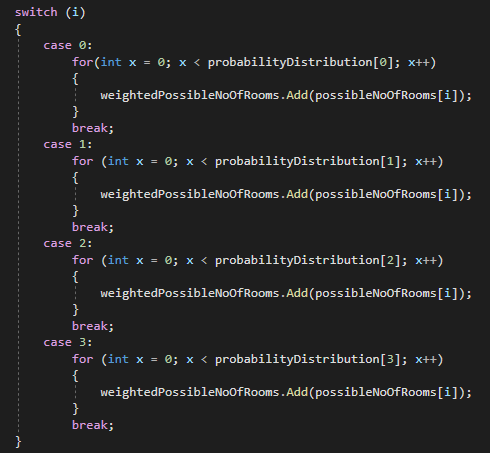 switch (i)
{
    case 0:
        for(int x = 0; x < probabilityDistribution[0]; x++)
        {
            weightedPossibleNoOfRooms.Add(possibleNoOfRooms[i]);
        }
        break;
    case 1:
        for (int x = 0; x < probabilityDistribution[1]; x++)
        {
            weightedPossibleNoOfRooms.Add(possibleNoOfRooms[i]);
        }
        break;
    case 2:
        for (int x = 0; x < probabilityDistribution[2]; x++)
        {
            weightedPossibleNoOfRooms.Add(possibleNoOfRooms[i]);
        }
        break;
    case 3:
        for (int x = 0; x < probabilityDistribution[3]; x++)
        {
            weightedPossibleNoOfRooms.Add(possibleNoOfRooms[i]);
        }
        break;
}